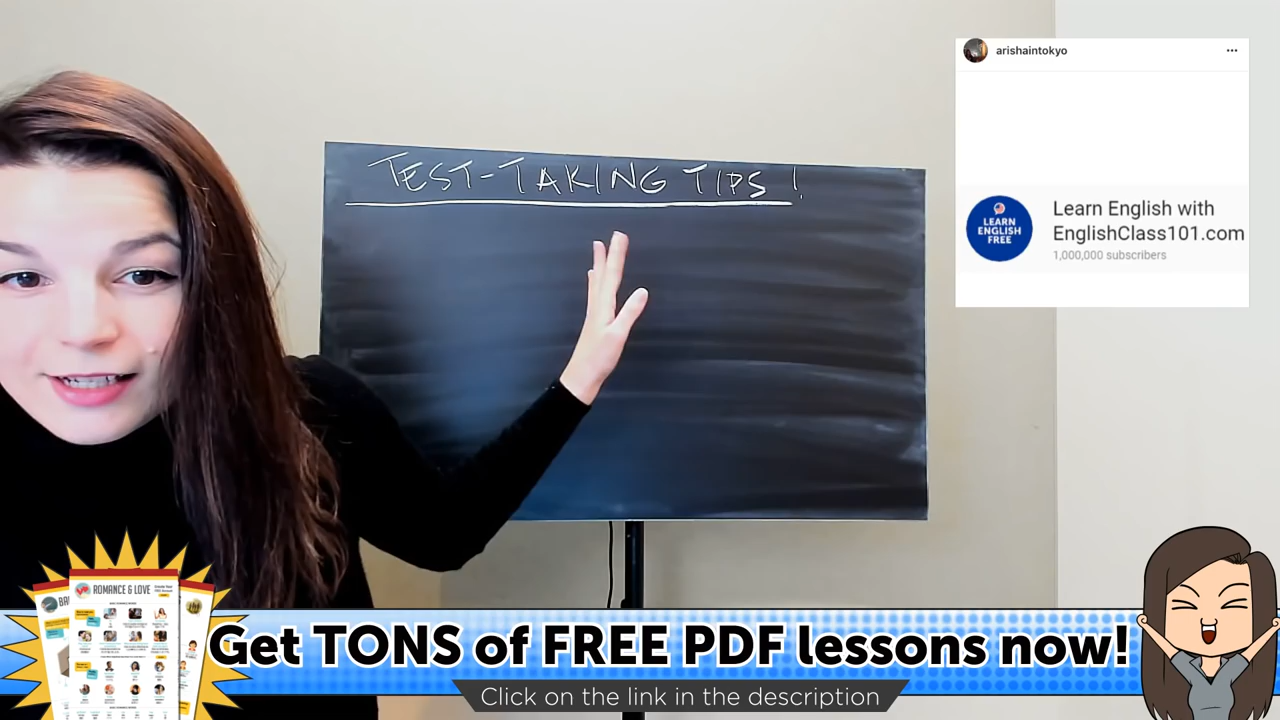 arishaintokyo
TEST-TAKING TIPS!
LEARN
ENGLISH
FREE
Learn English with
EnglishClass101.com
1,000,000 subscribers
ROMANCE & LOVE
Get TONS of FREE PDF lessons now!
Click on the link in the description